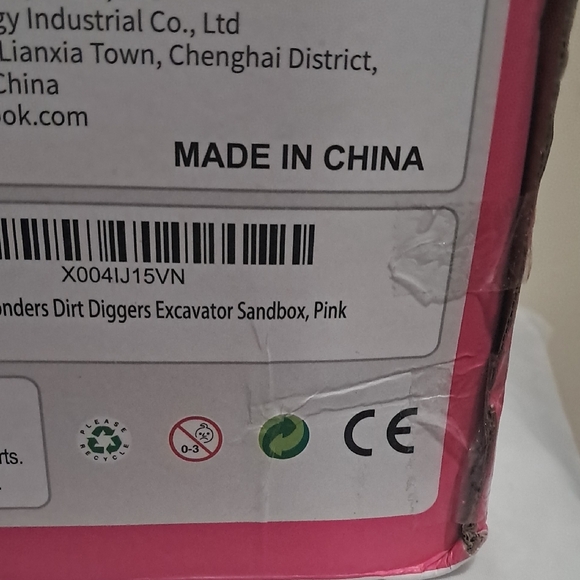 gy Industrial Co., Ltd
Lianxia Town, Chenghai District,
China
ook.com
MADE IN CHINA
X004IJ15VN
onders Dirt Diggers Excavator Sandbox, Pink
rts.
PLEASE RECYCLE
0-3
CE